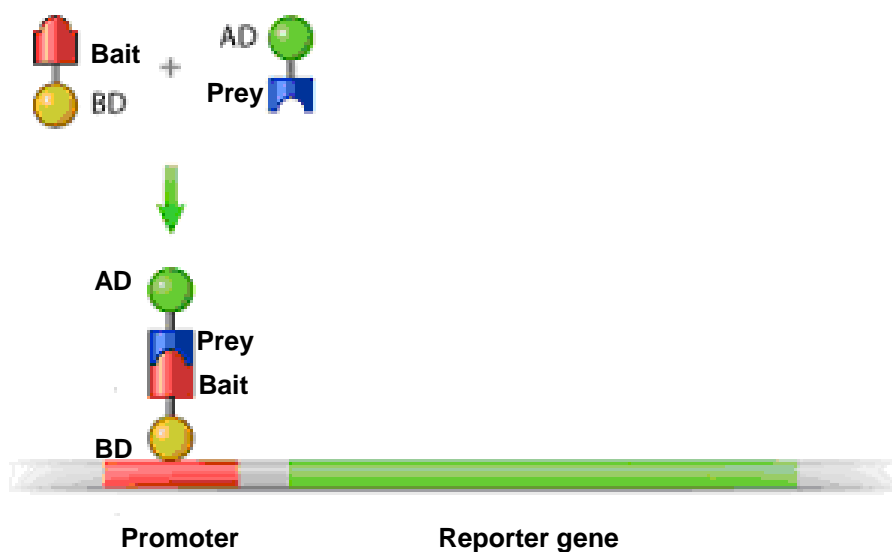 Bait + AD
BD Prey
AD
Prey
Bait
BD
Promoter Reporter gene